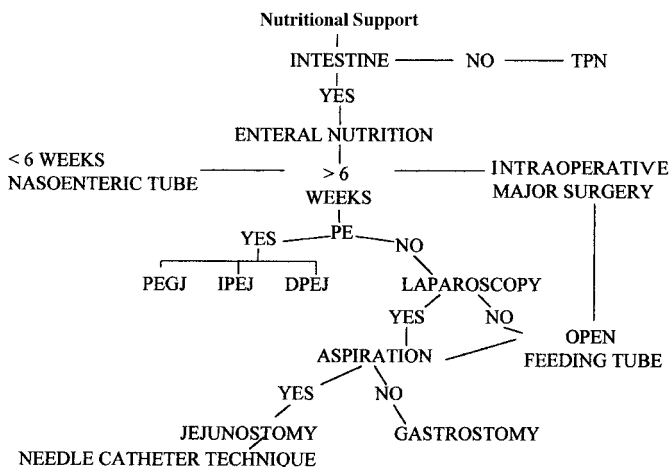 Nutritional Support
INTESTINE NO TPN
YES
ENTERAL NUTRITION
< 6 WEEKS
NASOENTERIC TUBE
> 6
WEEKS
INTRAOPERATIVE
MAJOR SURGERY
PE
YES
NO
PEGJ IPEJ DPEJ
LAPAROSCOPY
YES
NO
OPEN
FEEDING TUBE
ASPIRATION
YES
NO
JEJUNOSTOMY
GASTROSTOMY
NEEDLE CATHETER TECHNIQUE